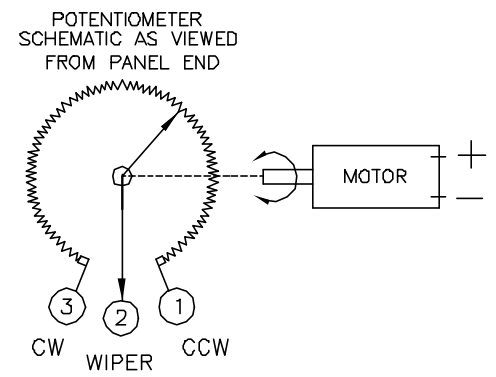 POTENTIOMETER
SCHEMATIC AS VIEWED
FROM PANEL END
MOTOR
+
−
3
2
1
CW
WIPER
CCW